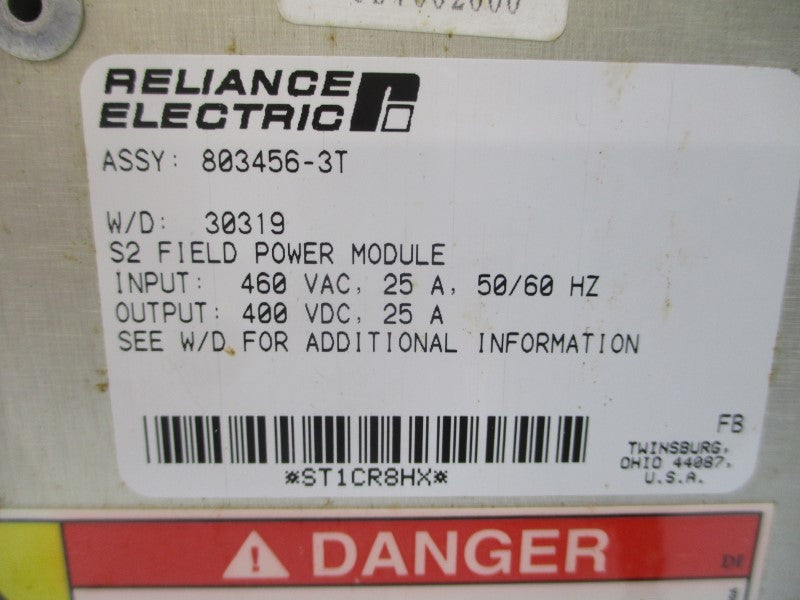 RELIANCE
ELECTRIC
ASSY: 803456-3T
W/D: 30319
S2 FIELD POWER MODULE
INPUT: 460 VAC, 25 A, 50/60 HZ
OUTPUT: 400 VDC, 25 A
SEE W/D FOR ADDITIONAL INFORMATION
FB
*ST1CR8HX*
TWINSBURG,
OHIO 44087,
U.S.A.
DANGER